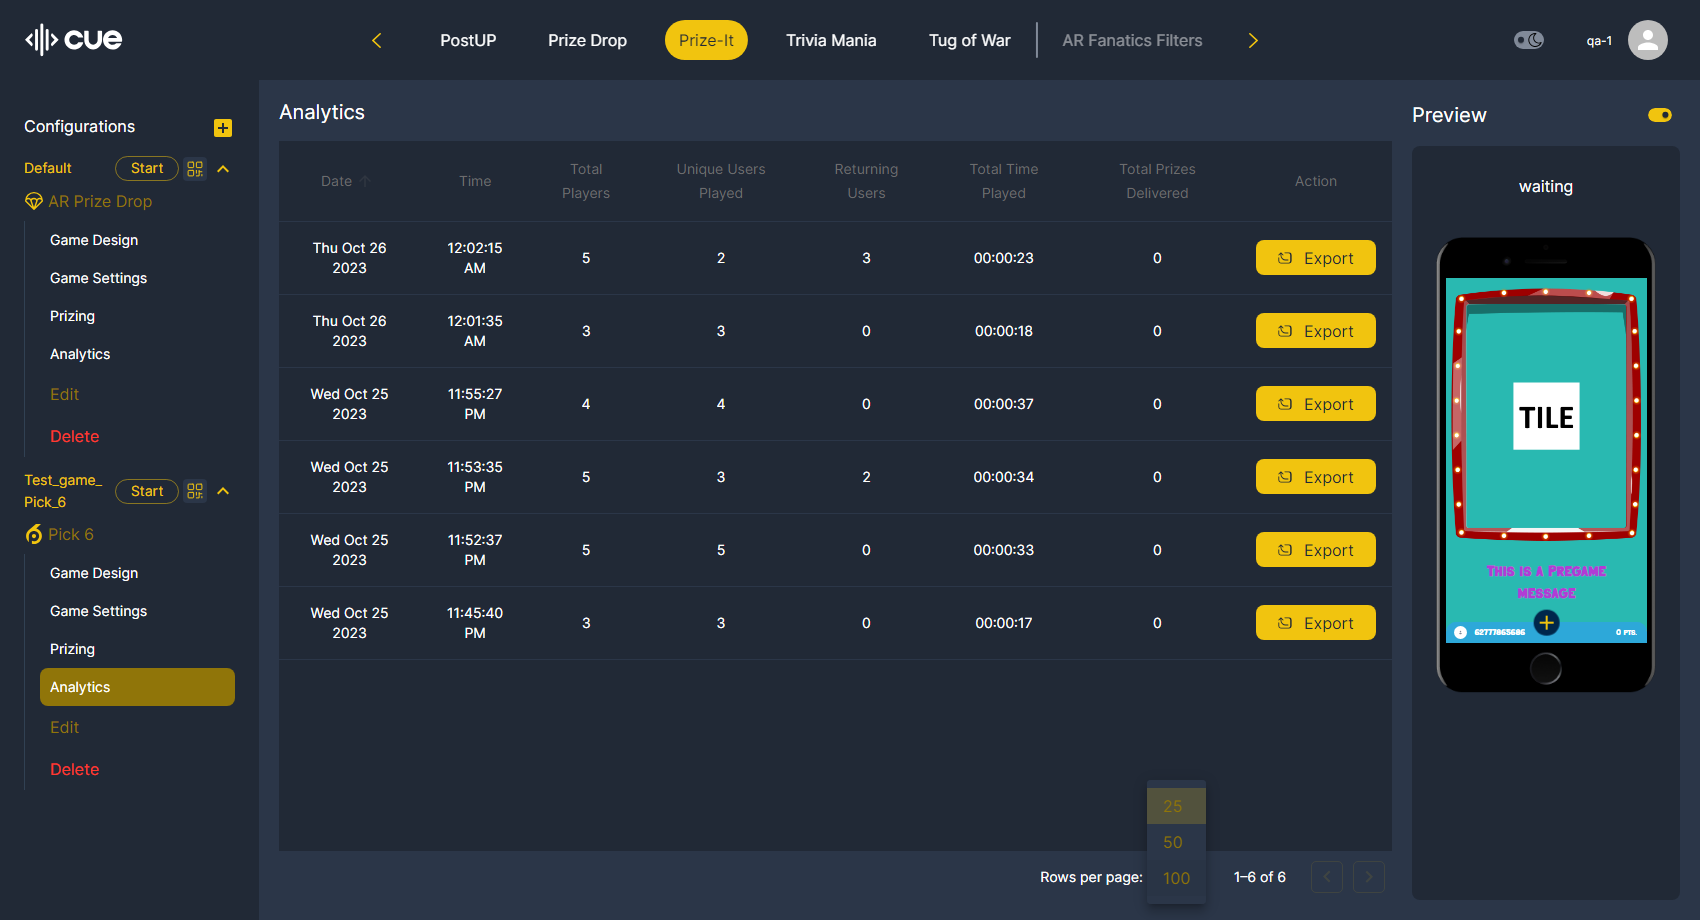 cue
PostUP
Prize Drop
Prize-It
Trivia Mania
Tug of War
AR Fanatics Filters
qa-1
Configurations
Default
Start
AR Prize Drop
Game Design
Game Settings
Prizing
Analytics
Edit
Delete
Test_game_
Pick_6
Start
Pick 6
Game Design
Game Settings
Prizing
Analytics
Edit
Delete
Analytics
Date
Time
Total
Players
Unique Users
Played
Returning
Users
Total Time
Played
Total Prizes
Delivered
Action
Thu Oct 26
2023
12:02:15
AM
5
2
3
00:00:23
0
Export
Thu Oct 26
2023
12:01:35
AM
3
3
0
00:00:18
0
Export
Wed Oct 25
2023
11:55:27
PM
4
4
0
00:00:37
0
Export
Wed Oct 25
2023
11:53:35
PM
5
3
2
00:00:34
0
Export
Wed Oct 25
2023
11:52:37
PM
5
5
0
00:00:33
0
Export
Wed Oct 25
2023
11:45:40
PM
3
3
0
00:00:17
0
Export
Rows per page:
25
50
100
1–6 of 6
Preview
waiting
TILE
THIS IS A PREGAME
MESSAGE
62777865686
0 PTS.